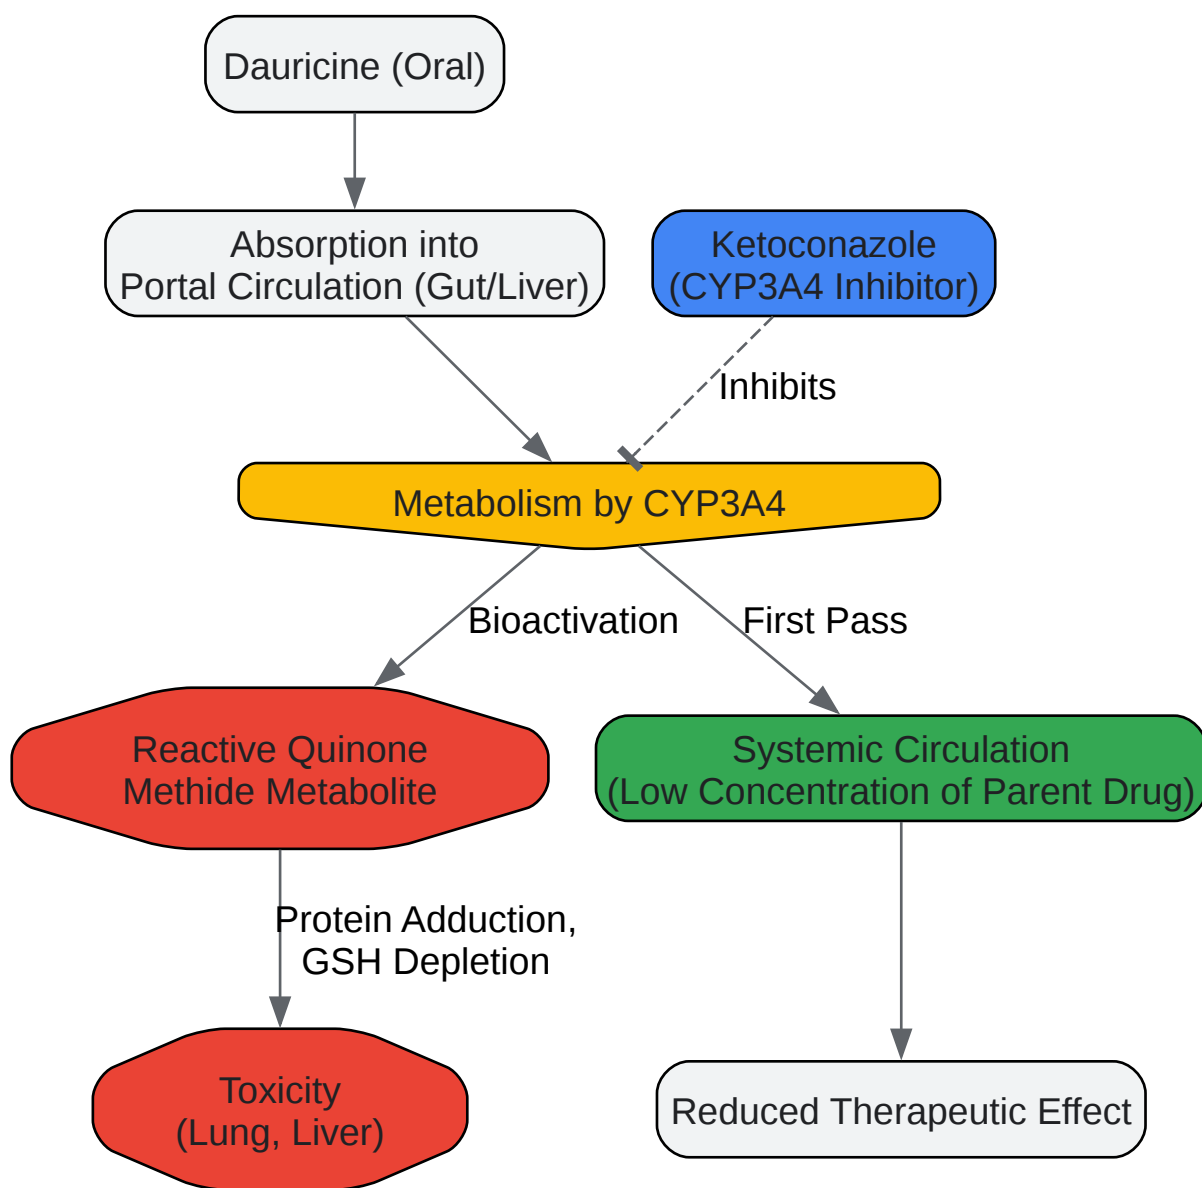 Dauricine (Oral)
Absorption into
Portal Circulation (Gut/Liver)
Ketoconazole
(CYP3A4 Inhibitor)
Inhibits
Metabolism by CYP3A4
Bioactivation
First Pass
Reactive Quinone
Methide Metabolite
Systemic Circulation
(Low Concentration of Parent Drug)
Protein Adduction,
GSH Depletion
Toxicity
(Lung, Liver)
Reduced Therapeutic Effect